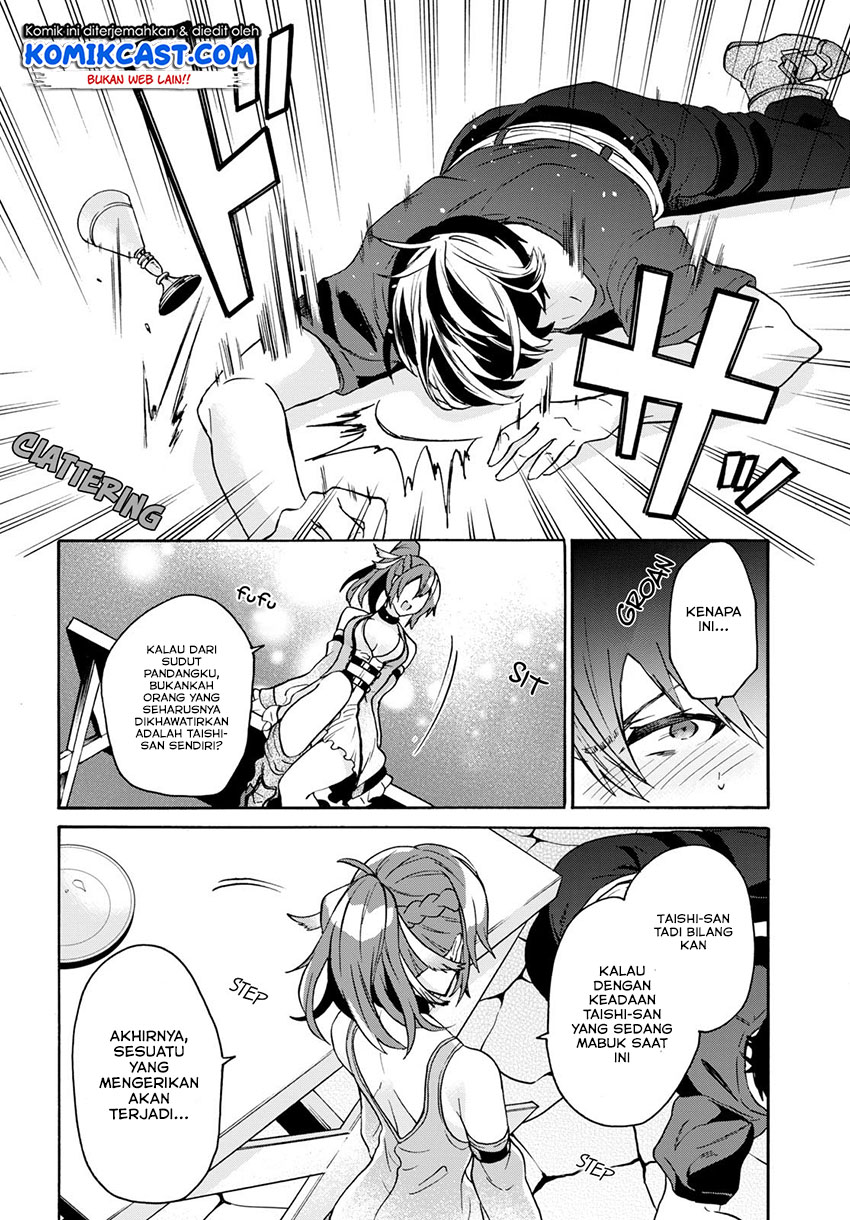 Komik ini diterjemahkan & diedit oleh
KOMIKCAST.COM
BUKAN WEB LAIN!!
ドサッ
CLATTERING
KENAPA
INI...
GROAN
FUFU
SIT
KALAU DARI
SUDUT
PANDANGKU,
BUKANKAH
ORANG YANG
SEHARUSNYA
DIKHAWATIRKAN
ADALAH TAISHI-
SAN SENDIRI?
TAISHI-SAN
TADI BILANG
KAN
KALAU
DENGAN
KEADAAN
TAISHI-SAN
YANG SEDANG
MABUK SAAT
INI
STEP
STEP
AKHIRNYA,
SESUATU
YANG
MENGERIKAN
AKAN
TERJADI...